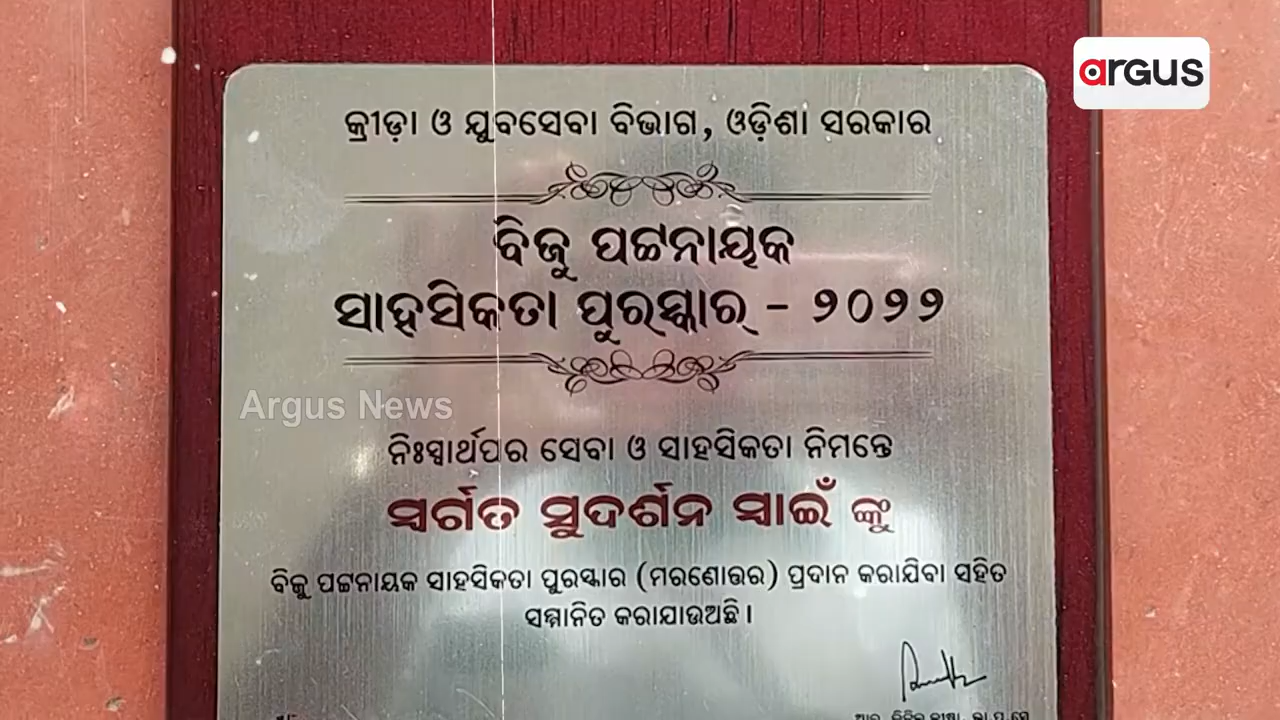 argus
କ୍ରୀଡ଼ା ଓ ଯୁବସେବା ବିଭାଗ, ଓଡ଼ିଶା ସରକାର
ବିଜୁ ପଟ୍ଟନାୟକ
ସାହସିକତା ପୁରସ୍କାର - ୨୦୨୨
Argus News
ନିଃସ୍ୱାର୍ଥପର ସେବା ଓ ସାହସିକତା ନିମନ୍ତେ
ସ୍ୱର୍ଗତ ସୁଦର୍ଶନ ସ୍ୱାଇଁ ଙ୍କୁ
ବିଜୁ ପଟ୍ଟନାୟକ ସାହସିକତା ପୁରସ୍କାର (ମରଣୋତ୍ତର) ପ୍ରଦାନ କରାଯିବା ସହିତ
ସମ୍ମାନିତ କରାଯାଉଅଛି।